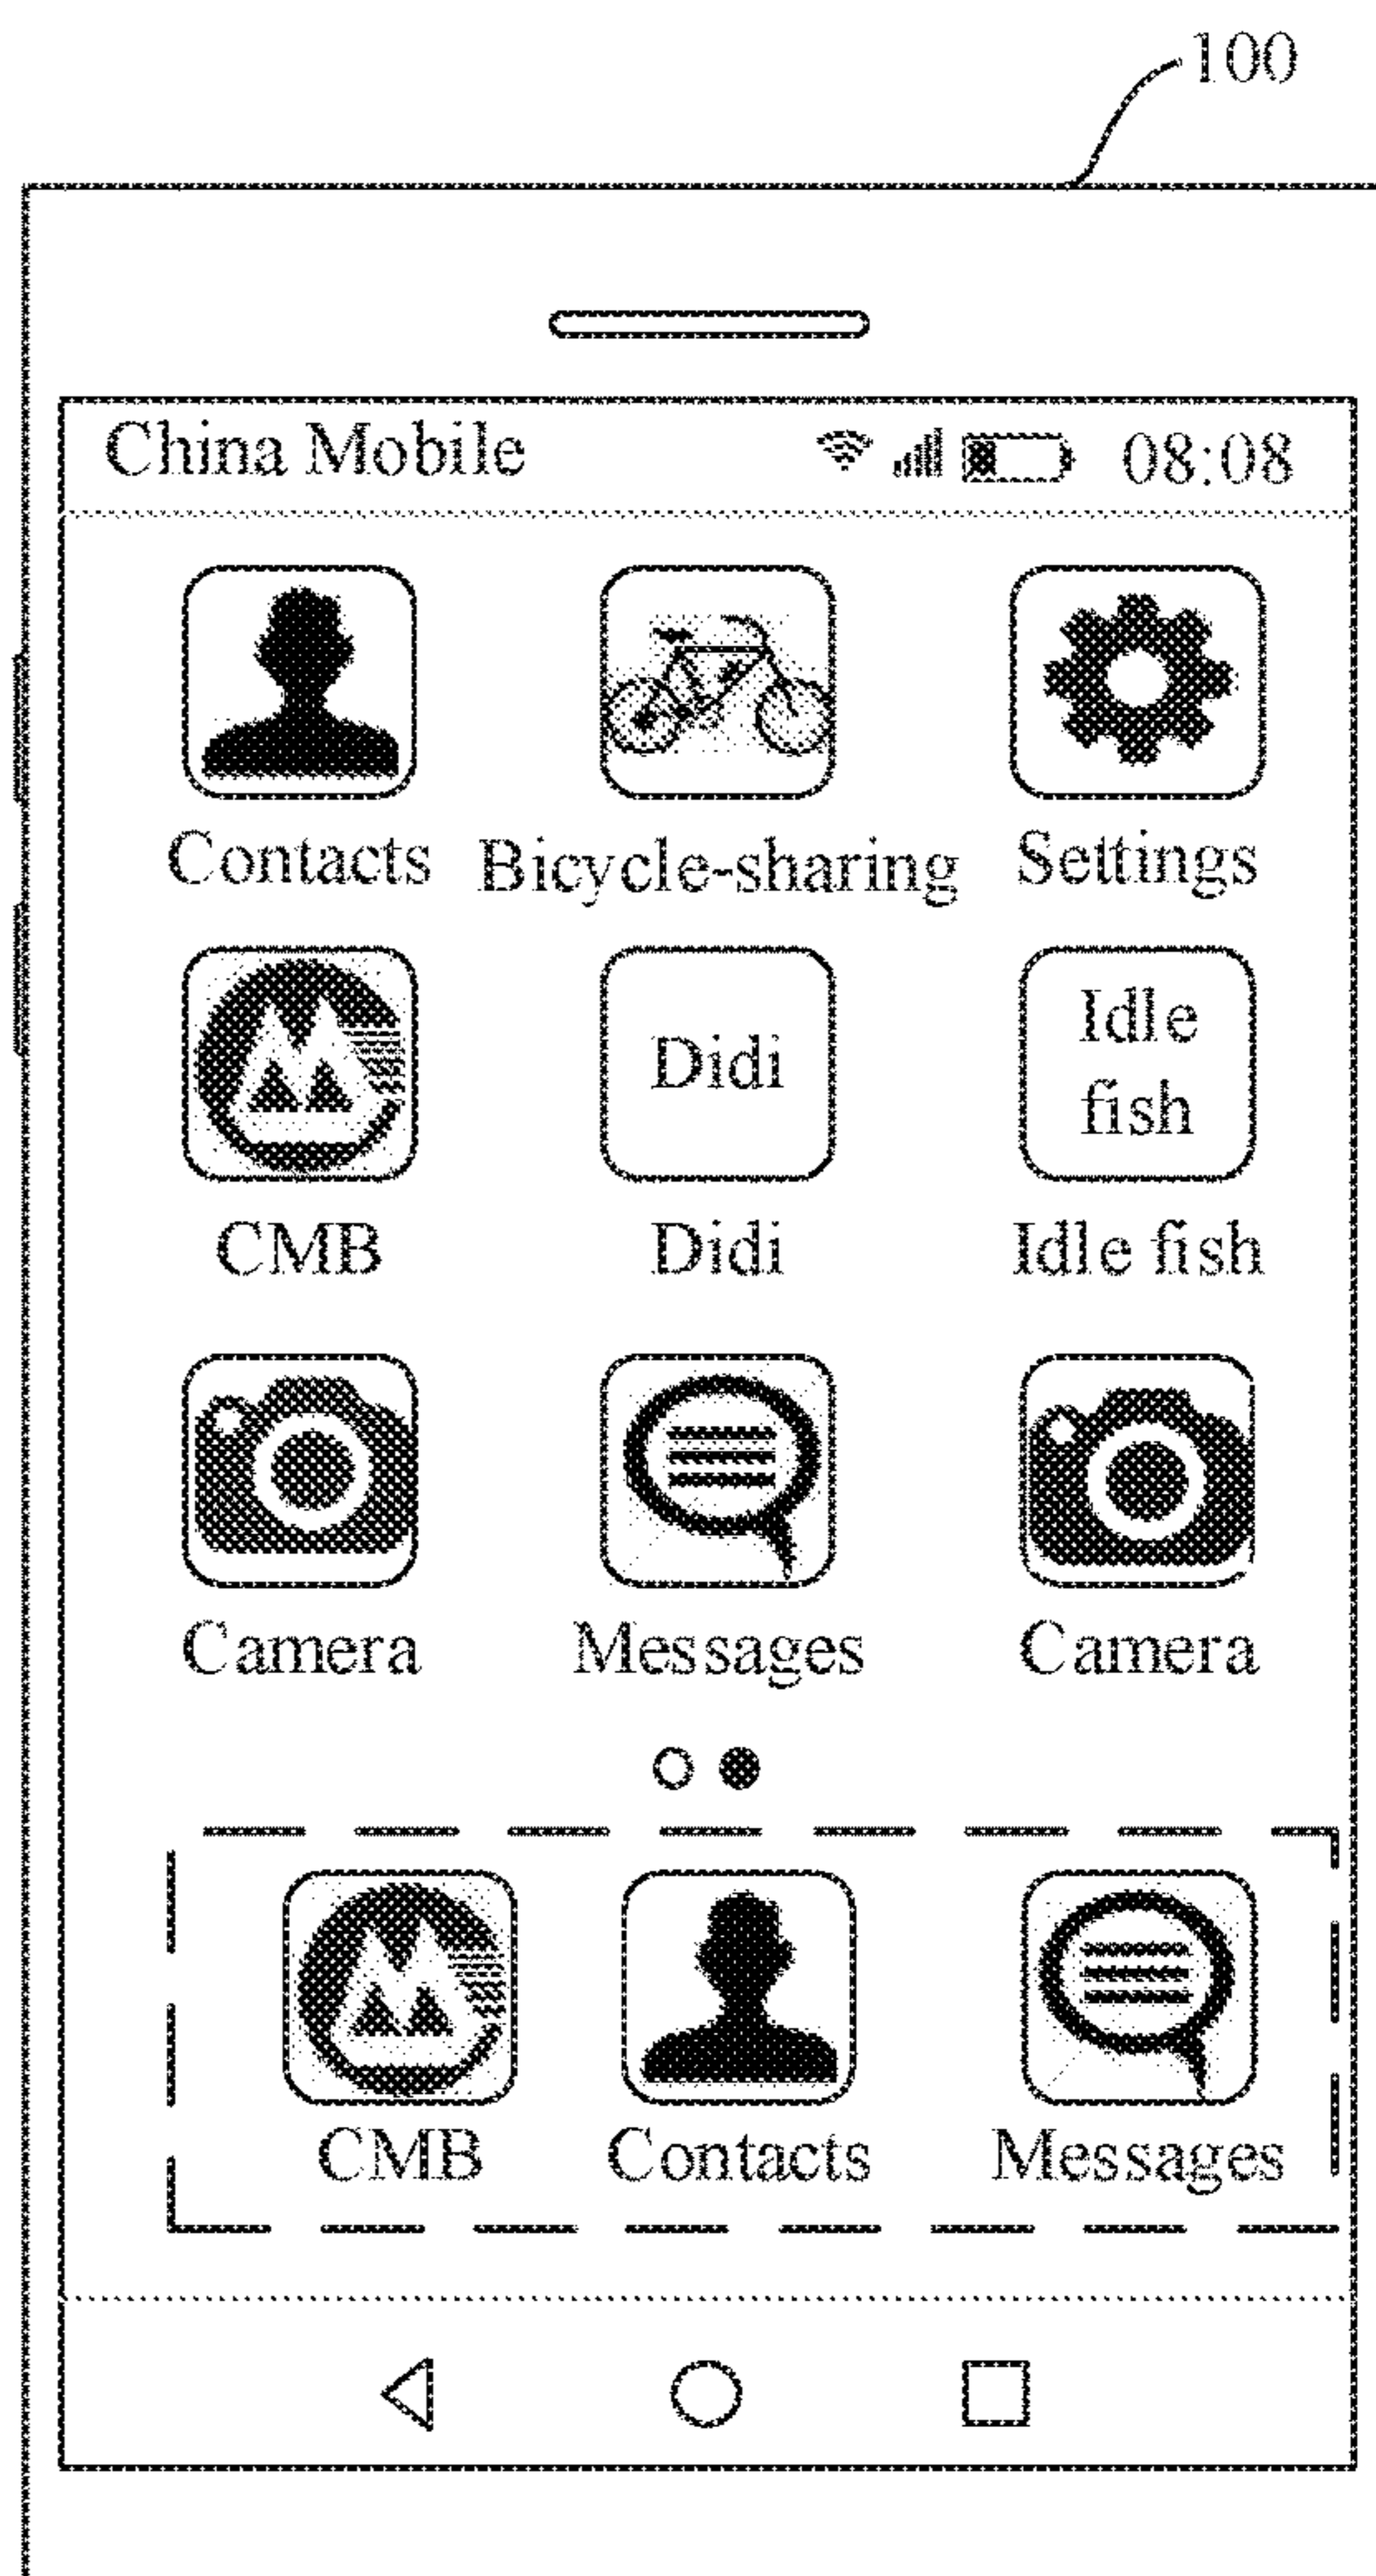 100
China Mobile 08:08
Contacts Bicycle-sharing Settings
Didi
Idle
fish
CMB Didi Idle fish
Camera Messages Camera
CMB Contacts Messages